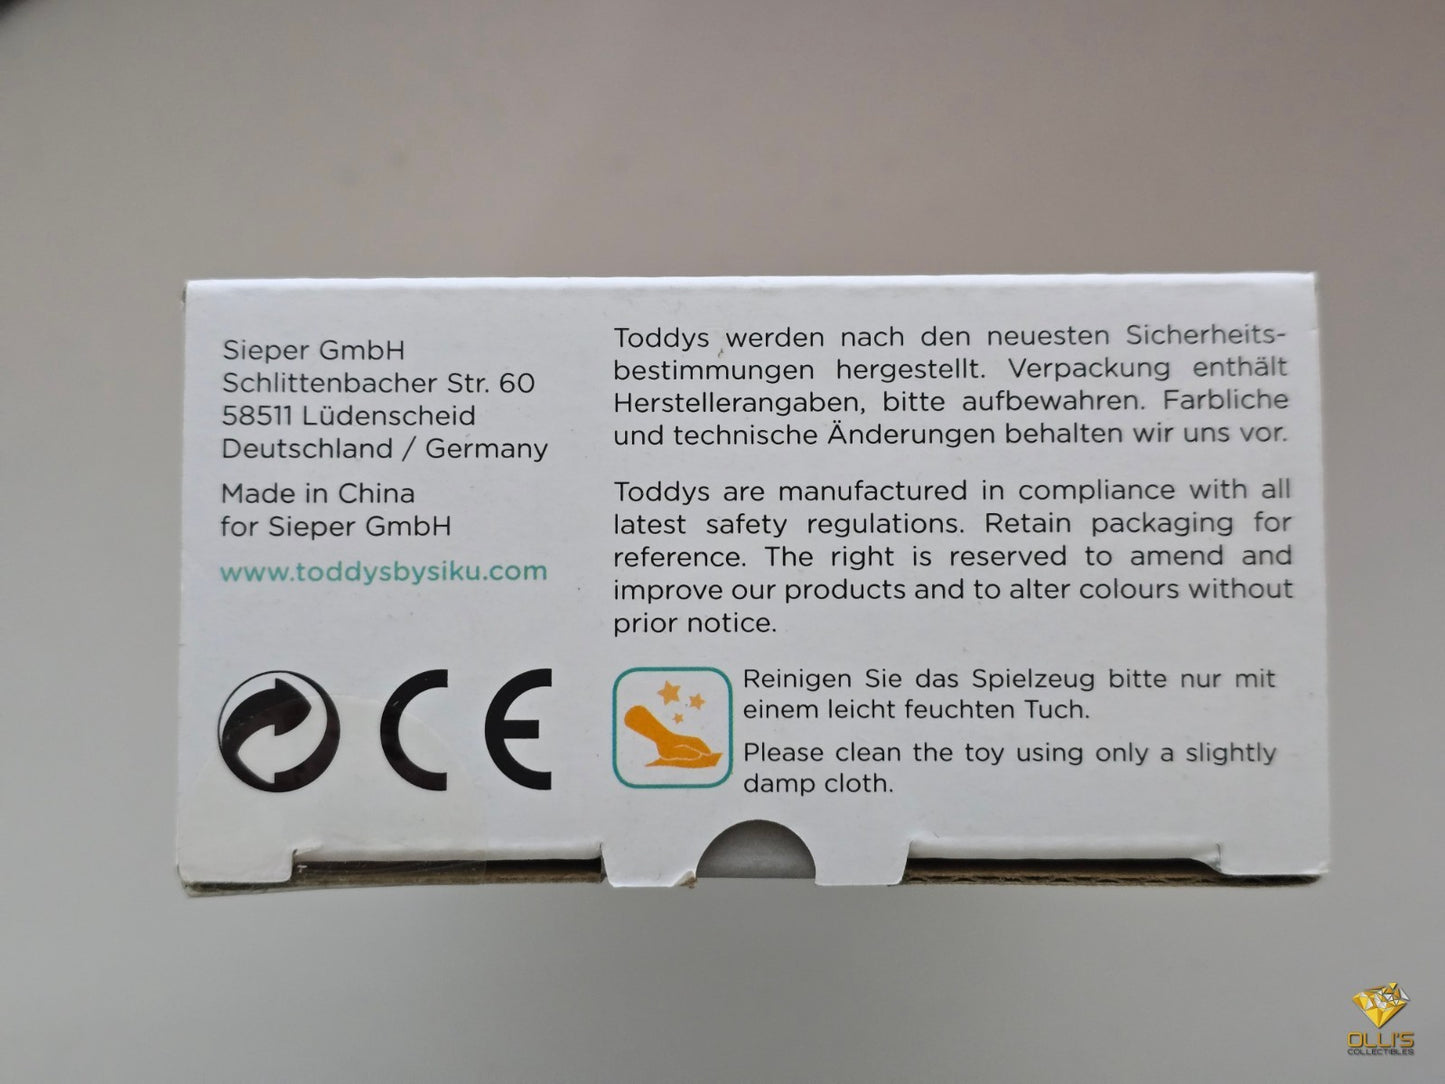 Sieper GmbH
Schlittenbacher Str. 60
58511 Lüdenscheid
Deutschland / Germany
Made in China
for Sieper GmbH
www.toddysbysiku.com
CE
Toddys werden nach den neuesten Sicherheits-
bestimmungen hergestellt. Verpackung enthält
Herstellerangaben, bitte aufbewahren. Farbliche
und technische Änderungen behalten wir uns vor.
Toddys are manufactured in compliance with all
latest safety regulations. Retain packaging for
reference. The right is reserved to amend and
improve our products and to alter colours without
prior notice.
Reinigen Sie das Spielzeug bitte nur mit
einem leicht feuchten Tuch.
Please clean the toy using only a slightly
damp cloth.
OLLI'S
COLLECTIBLES